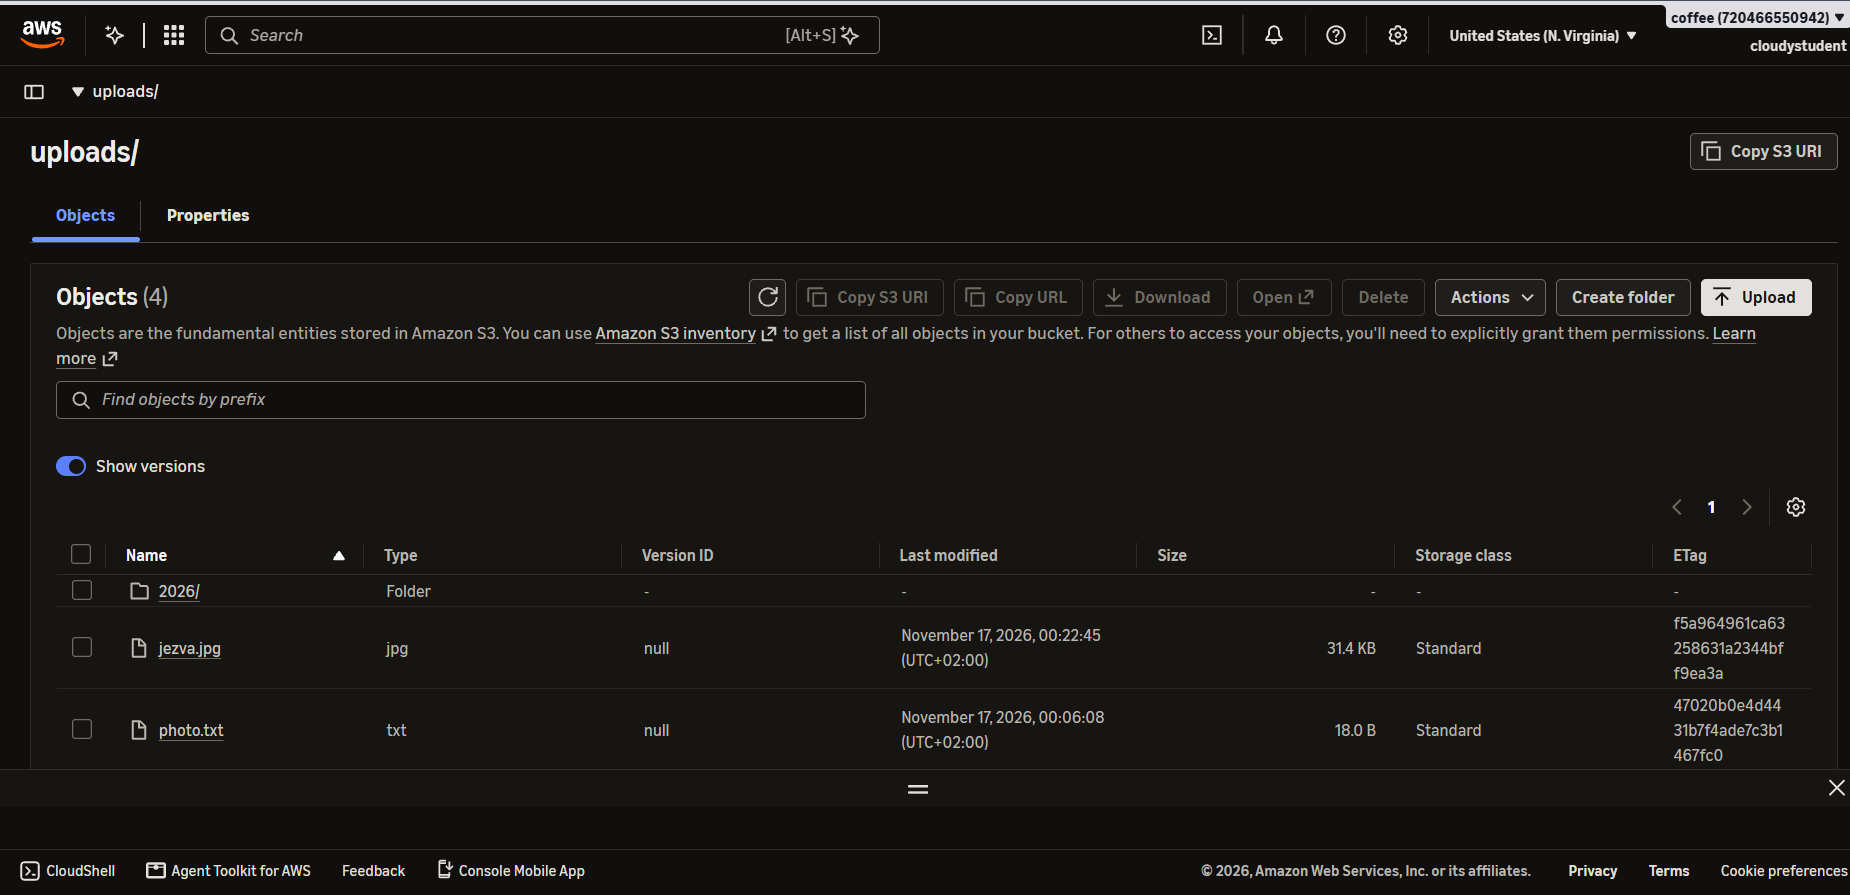 aws
Search [Alt+S]
United States (N. Virginia)
coffee (720466550942)
cloudystudent
uploads/
uploads/
Copy S3 URI
Objects
Properties
Objects (4)
Copy S3 URI
Copy URL
Download
Open
Delete
Actions
Create folder
Upload
Objects are the fundamental entities stored in Amazon S3. You can use Amazon S3 inventory to get a list of all objects in your bucket. For others to access your objects, you'll need to explicitly grant them permissions. Learn
more
Find objects by prefix
Show versions
1
Name Type Version ID Last modified Size Storage class ETag
2026/ Folder - - - - -
jezva.jpg jpg null November 17, 2026, 00:22:45 (UTC+02:00) 31.4 KB Standard f5a964961ca63
258631a2344bf
f9ea3a
photo.txt txt null November 17, 2026, 00:06:08 (UTC+02:00) 18.0 B Standard 47020b0e4d44
31b7f4ade7c3b1
467fc0
CloudShell
Agent Toolkit for AWS
Feedback
Console Mobile App
© 2026, Amazon Web Services, Inc. or its affiliates.
Privacy
Terms
Cookie preferences